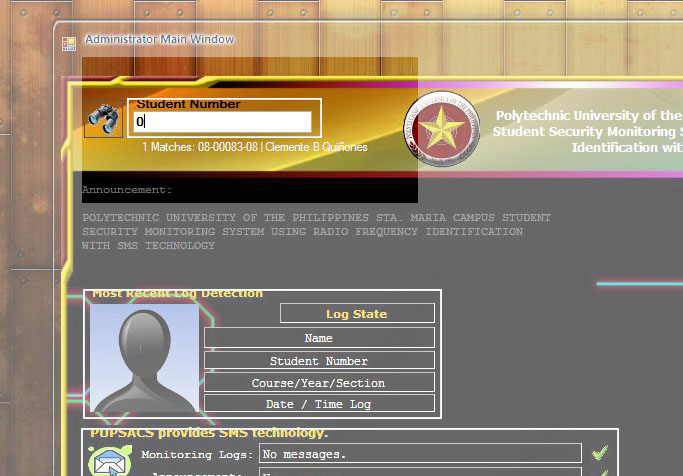 Administrator Main Window
Student Number
0
1 Matches: 08-00083-08 | Clemente B Quiñones
Polytechnic University of the
Student Security Monitoring S
Identification wit
Announcement:
POLYTECHNIC UNIVERSITY OF THE PHILIPPINES STA. MARIA CAMPUS STUDENT
SECURITY MONITORING SYSTEM USING RADIO FREQUENCY IDENTIFICATION
WITH SMS TECHNOLOGY
Most Recent Log Detection
Log State
Name
Student Number
Course/Year/Section
Date / Time Log
PUPSACS provides SMS technology.
Monitoring Logs: No messages.